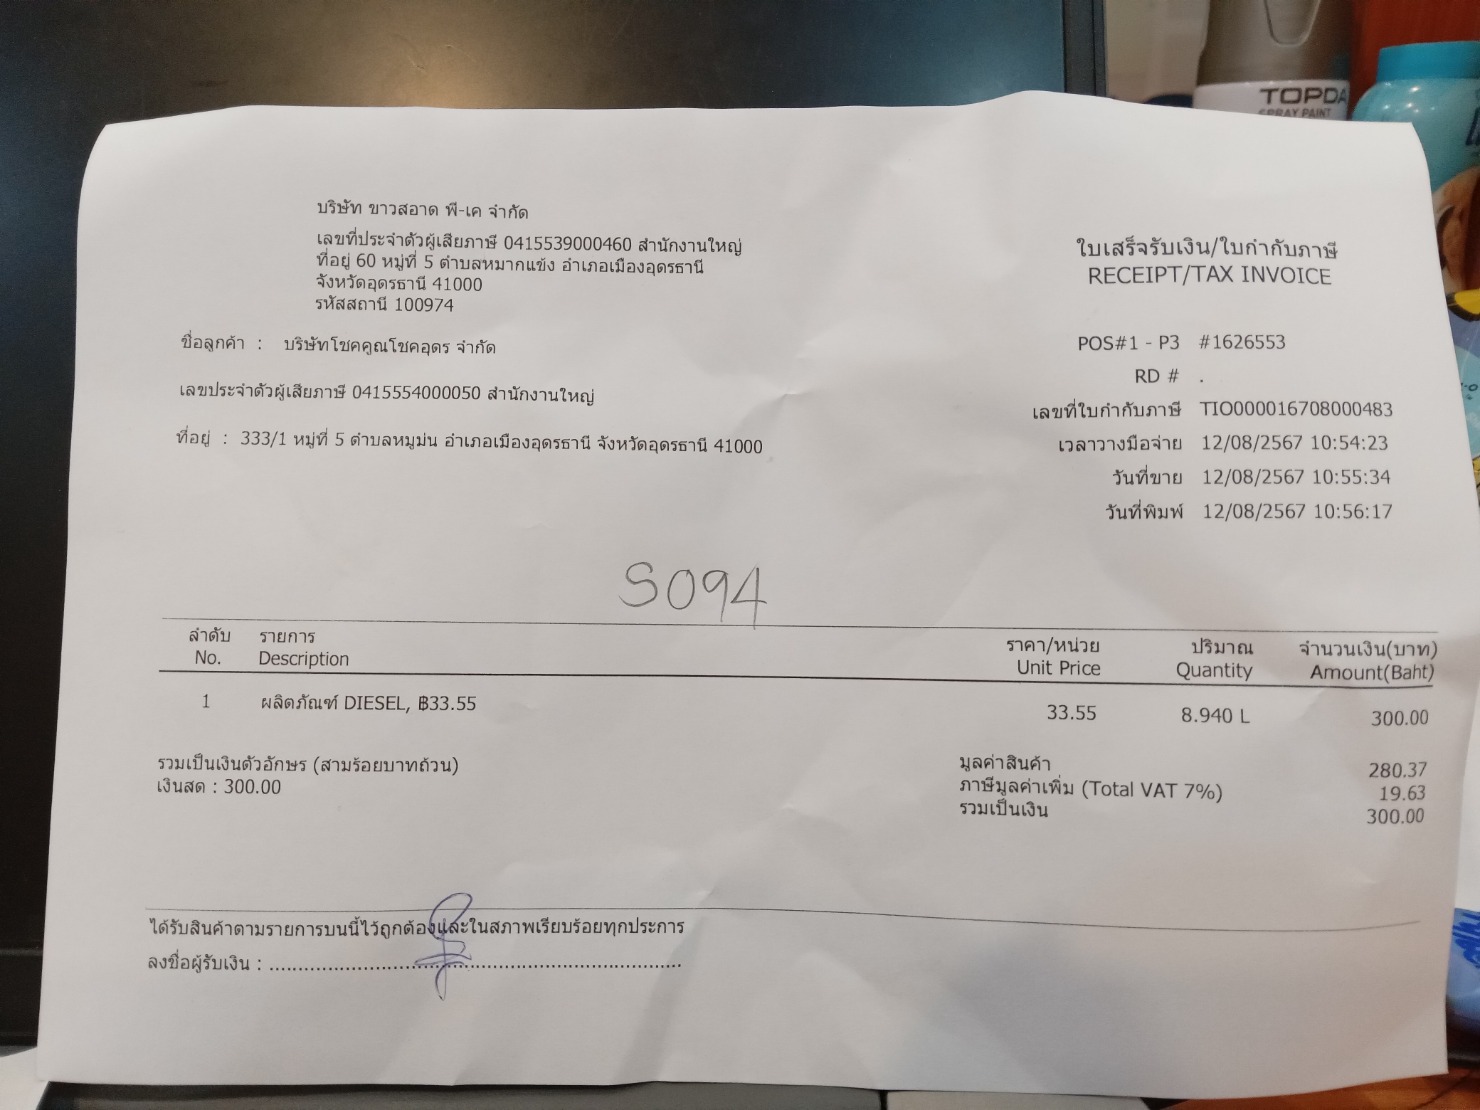 TOPDA
SPRAY PAINT
บริษัท ขาวสอาด พี-เค จำกัด
เลขที่ประจำตัวผู้เสียภาษี 0415539000460 สำนักงานใหญ่
ที่อยู่ 60 หมู่ที่ 5 ตำบลหมากแข้ง อำเภอเมืองอุดรธานี
จังหวัดอุดรธานี 41000
รหัสสถานี 100974
ใบเสร็จรับเงิน/ใบกำกับภาษี
RECEIPT/TAX INVOICE
ชื่อลูกค้า : บริษัทโชคคูณโชคอุดร จำกัด
เลขประจำตัวผู้เสียภาษี 0415554000050 สำนักงานใหญ่
ที่อยู่ : 333/1 หมู่ที่ 5 ตำบลหมูม่น อำเภอเมืองอุดรธานี จังหวัดอุดรธานี 41000
POS#1 - P3 #1626553
RD # .
เลขที่ใบกำกับภาษี TIO000016708000483
เวลาวางมือจ่าย 12/08/2567 10:54:23
วันที่ขาย 12/08/2567 10:55:34
วันที่พิมพ์ 12/08/2567 10:56:17
S094
ลำดับ รายการ ราคา/หน่วย ปริมาณ จำนวนเงิน(บาท)
No. Description Unit Price Quantity Amount(Baht)
1 ผลิตภัณฑ์ DIESEL, ฿33.55 33.55 8.940 L 300.00
รวมเป็นเงินตัวอักษร (สามร้อยบาทถ้วน)
เงินสด : 300.00
มูลค่าสินค้า 280.37
ภาษีมูลค่าเพิ่ม (Total VAT 7%) 19.63
รวมเป็นเงิน 300.00
ได้รับสินค้าตามรายการบนนี้ไว้ถูกต้องและในสภาพเรียบร้อยทุกประการ
ลงชื่อผู้รับเงิน : ......................................................................